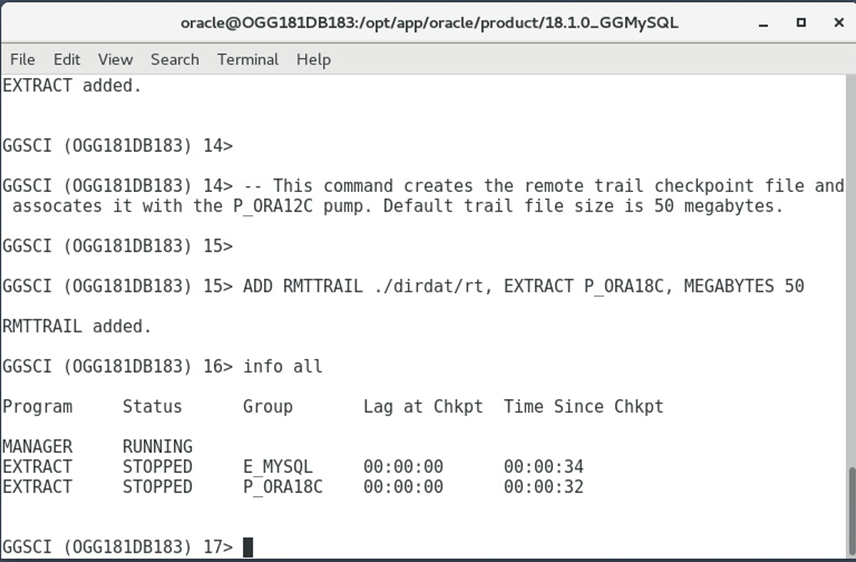 oracle@OGG181DB183:/opt/app/oracle/product/18.1.0_GGMySQL
File Edit View Search Terminal Help
EXTRACT added.
GGSCI (OGG181DB183) 14>
GGSCI (OGG181DB183) 14> -- This command creates the remote trail checkpoint file and
assocates it with the P_ORA12C pump. Default trail file size is 50 megabytes.
GGSCI (OGG181DB183) 15>
GGSCI (OGG181DB183) 15> ADD RMTTRAIL ./dirdat/rt, EXTRACT P_ORA18C, MEGABYTES 50
RMTTRAIL added.
GGSCI (OGG181DB183) 16> info all
Program Status Group Lag at Chkpt Time Since Chkpt
MANAGER RUNNING
EXTRACT STOPPED E_MYSQL 00:00:00 00:00:34
EXTRACT STOPPED P_ORA18C 00:00:00 00:00:32
GGSCI (OGG181DB183) 17>